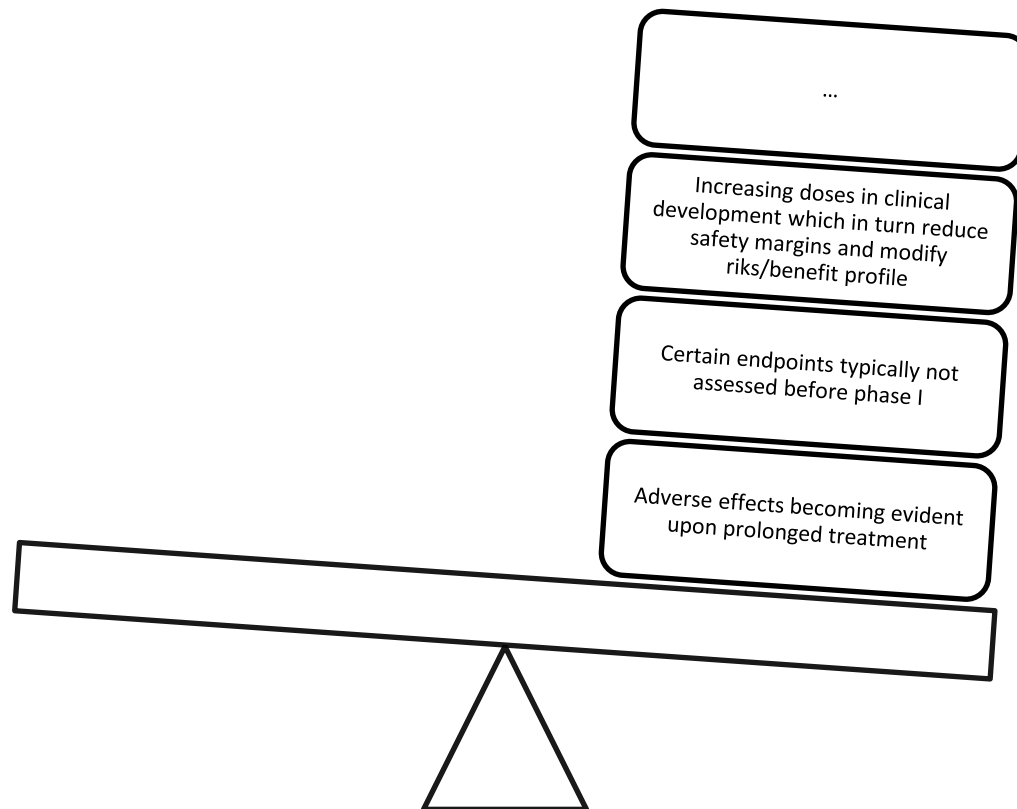 ...
Increasing doses in clinical
development which in turn reduce
safety margins and modify
riks/benefit profile
Certain endpoints typically not
assessed before phase I
Adverse effects becoming evident
upon prolonged treatment